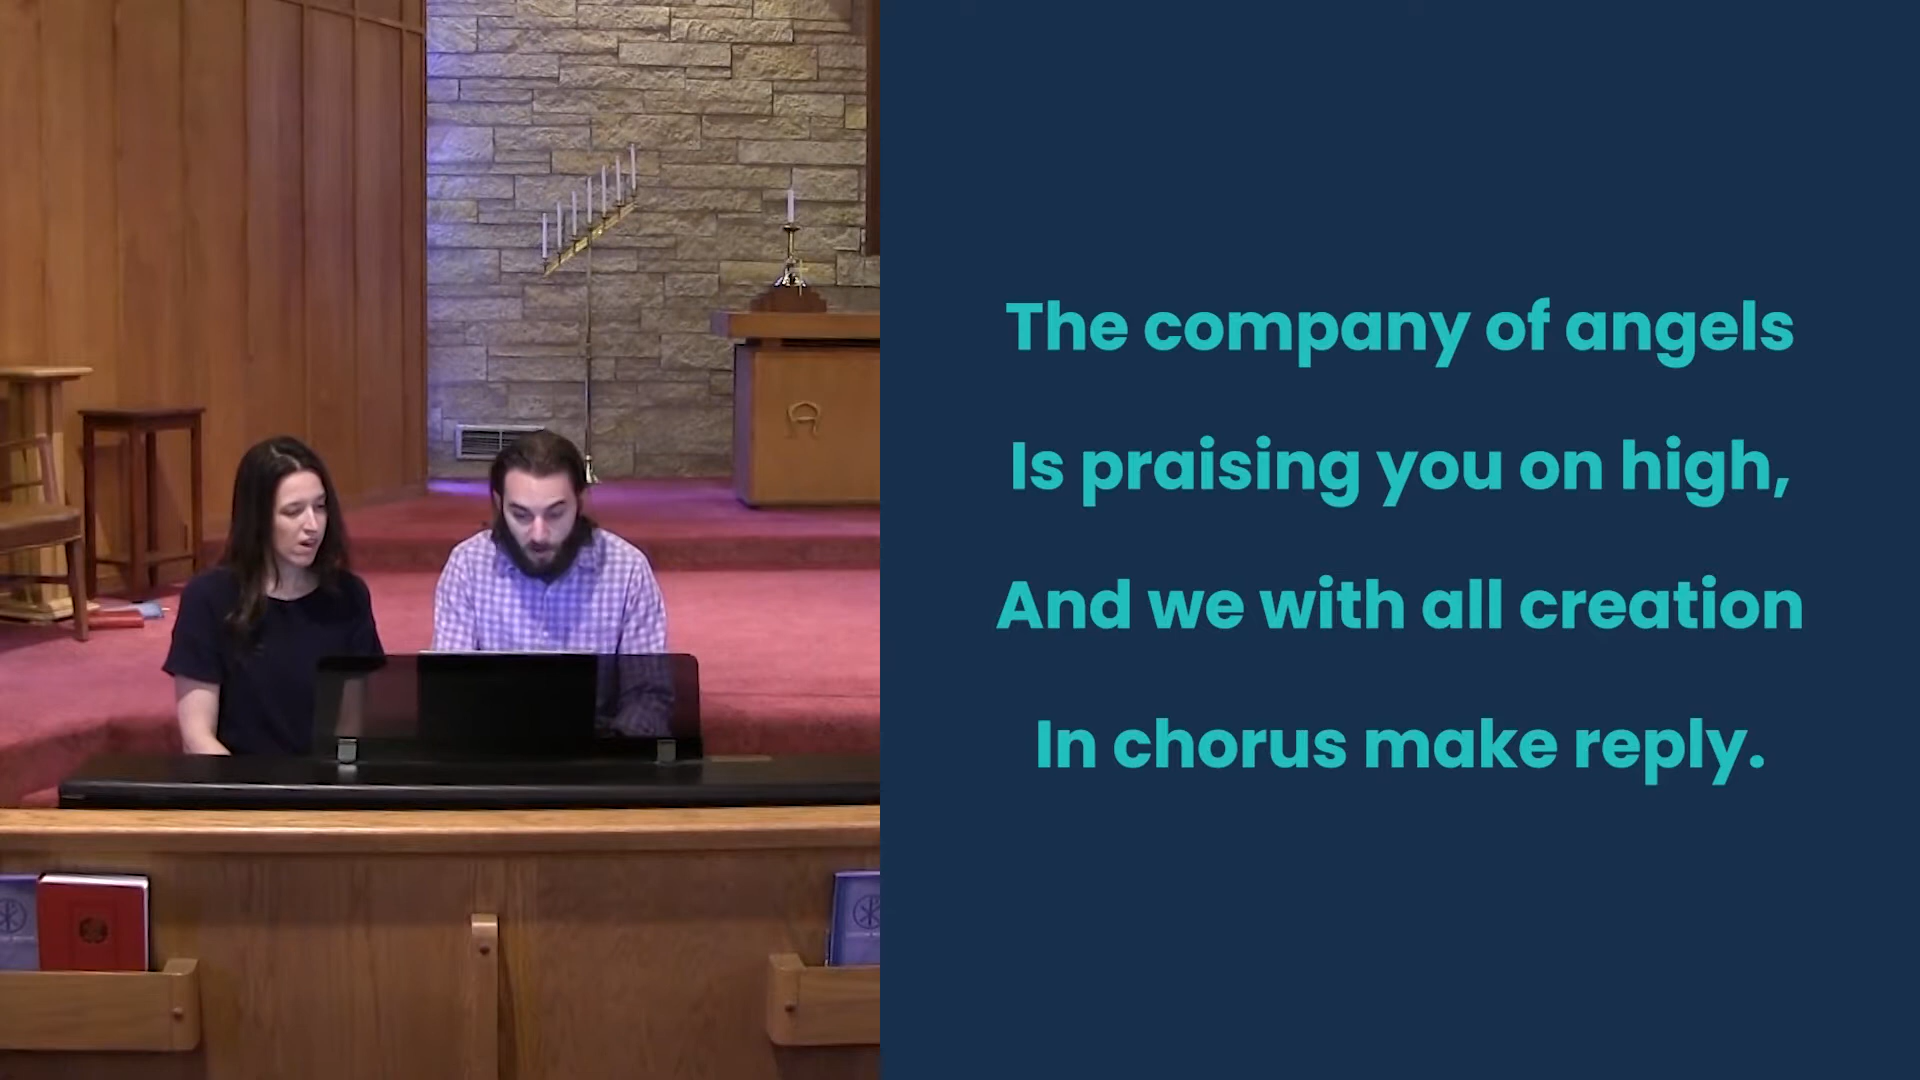 The company of angels
Is praising you on high,
And we with all creation
In chorus make reply.